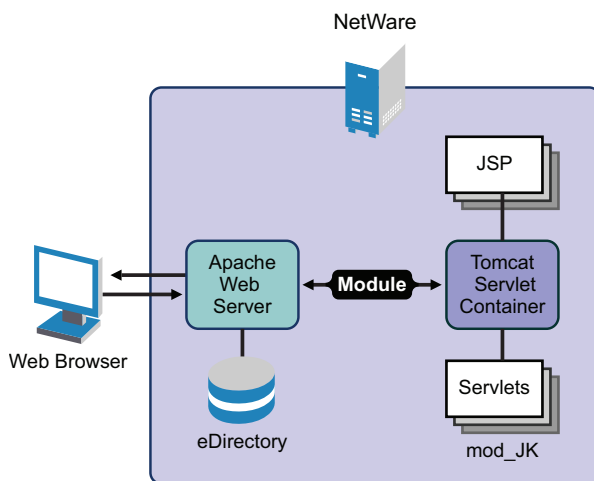 NetWare
JSP
Apache
Web
Server
Module
Tomcat
Servlet
Container
Web Browser
eDirectory
Servlets
mod_JK